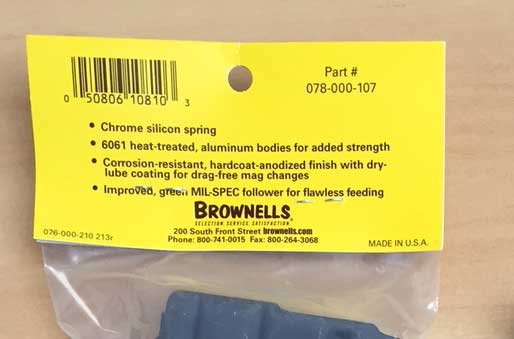 0 50806 10810 3
Part #
078-000-107
• Chrome silicon spring
• 6061 heat-treated, aluminum bodies for added strength
• Corrosion-resistant, hardcoat-anodized finish with dry-
lube coating for drag-free mag changes
• Improved, green MIL-SPEC follower for flawless feeding
BROWNELLS
SELECTION SERVICE SATISFACTION
200 South Front Street brownells.com
Phone: 800-741-0015 Fax: 800-264-3068
076-000-210 213r
MADE IN U.S.A.